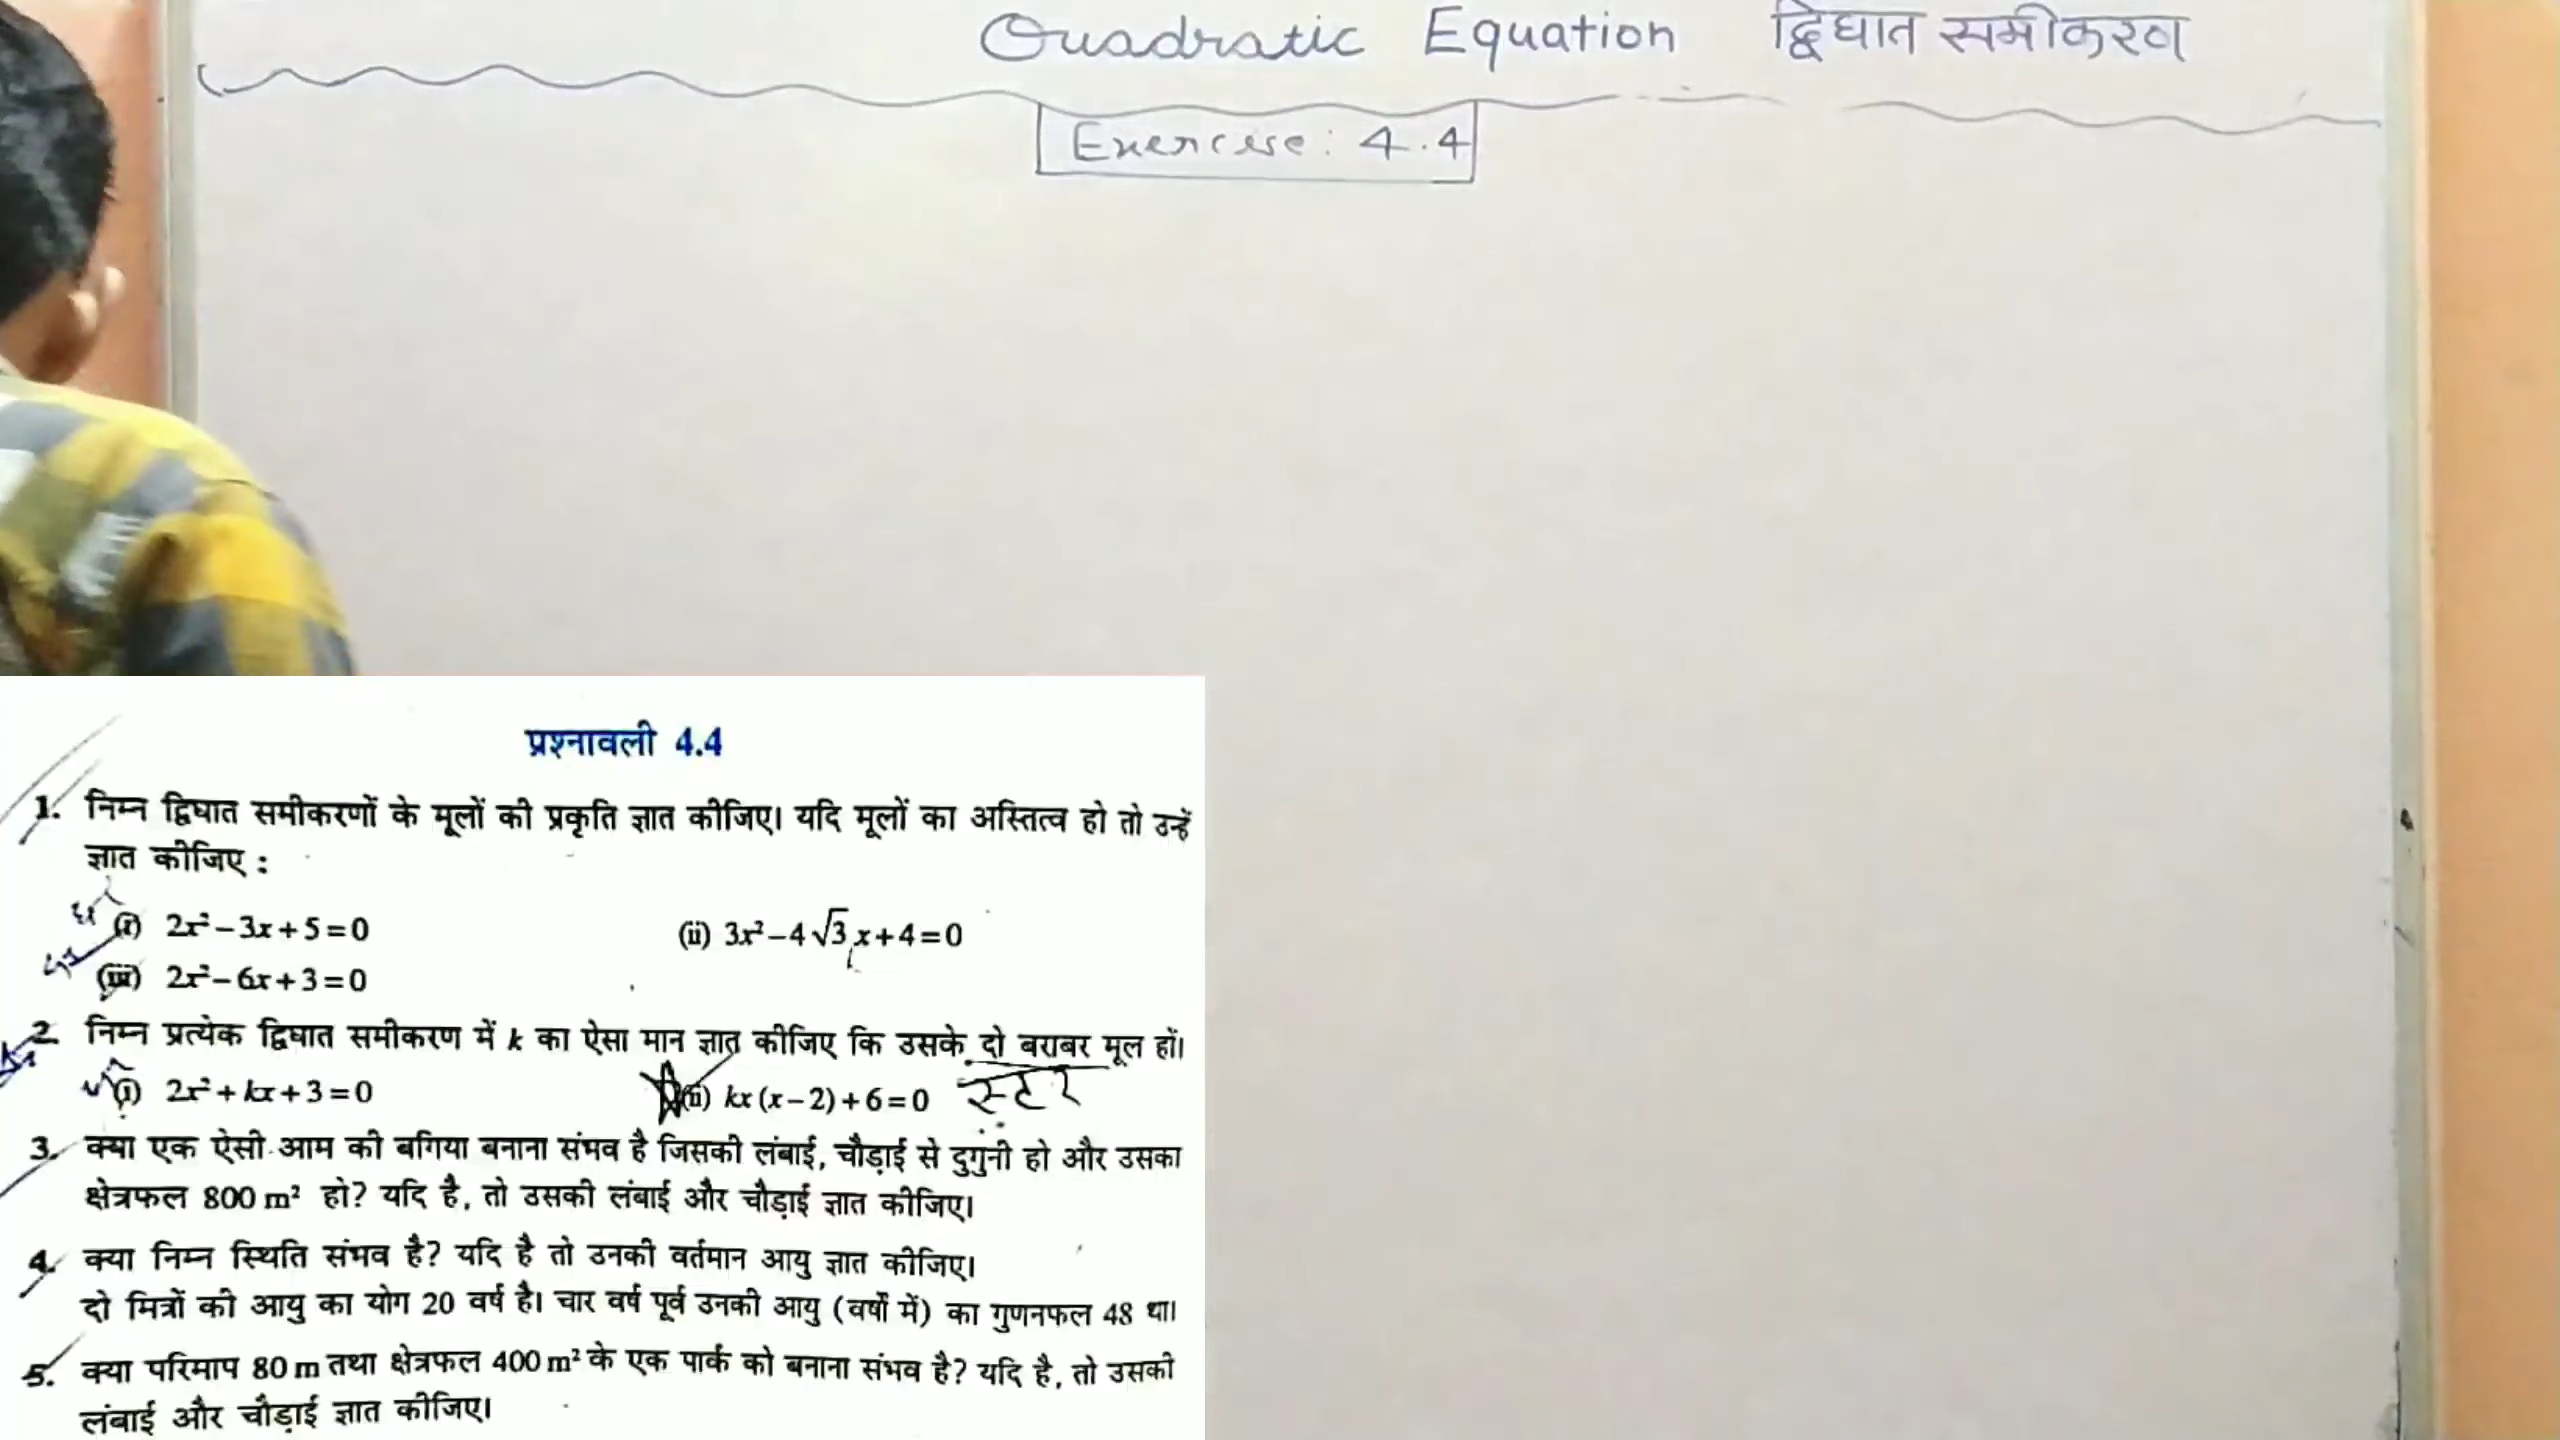 Quadratic Equation द्विघात समीकरण
Exercise: 4.4
प्रश्नावली 4.4
1. निम्न द्विघात समीकरणों के मूलों की प्रकृति ज्ञात कीजिए। यदि मूलों का अस्तित्व हो तो उन्हें
ज्ञात कीजिए :
(i) 2x² – 3x + 5 = 0 (ii) 3x² – 4√3 x + 4 = 0
(iii) 2x² – 6x + 3 = 0
2. निम्न प्रत्येक द्विघात समीकरण में k का ऐसा मान ज्ञात कीजिए कि उसके दो बराबर मूल हों।
(i) 2x² + kx + 3 = 0 (ii) kx (x – 2) + 6 = 0 स्टर
3. क्या एक ऐसी आम की बगिया बनाना संभव है जिसकी लंबाई, चौड़ाई से दुगुनी हो और उसका
क्षेत्रफल 800 m² हो? यदि है, तो उसकी लंबाई और चौड़ाई ज्ञात कीजिए।
4. क्या निम्न स्थिति संभव है? यदि है तो उनकी वर्तमान आयु ज्ञात कीजिए।
दो मित्रों की आयु का योग 20 वर्ष है। चार वर्ष पूर्व उनकी आयु (वर्षों में) का गुणनफल 48 था।
5. क्या परिमाप 80 m तथा क्षेत्रफल 400 m² के एक पार्क को बनाना संभव है? यदि है, तो उसकी
लंबाई और चौड़ाई ज्ञात कीजिए।